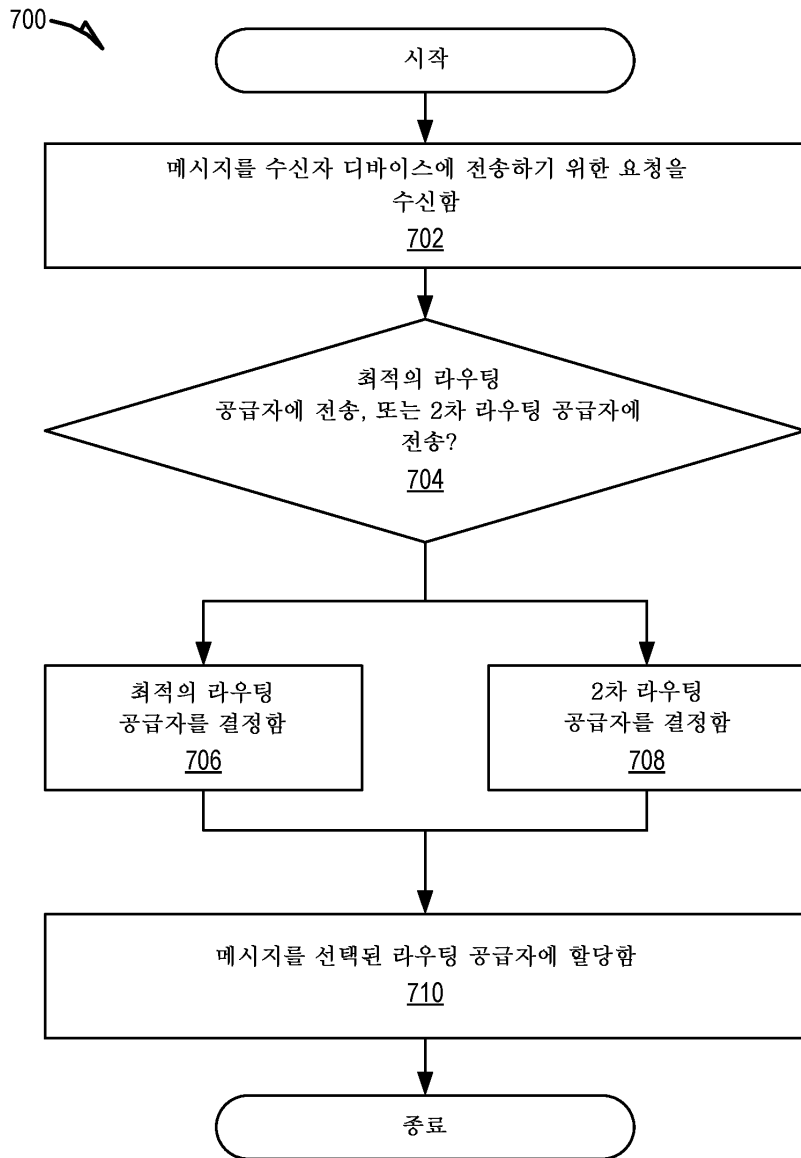 700
시작
메시지를 수신자 디바이스에 전송하기 위한 요청을
수신함
702
최적의 라우팅
공급자에 전송, 또는 2차 라우팅 공급자에
전송?
704
최적의 라우팅
공급자를 결정함
706
2차 라우팅
공급자를 결정함
708
메시지를 선택된 라우팅 공급자에 할당함
710
종료